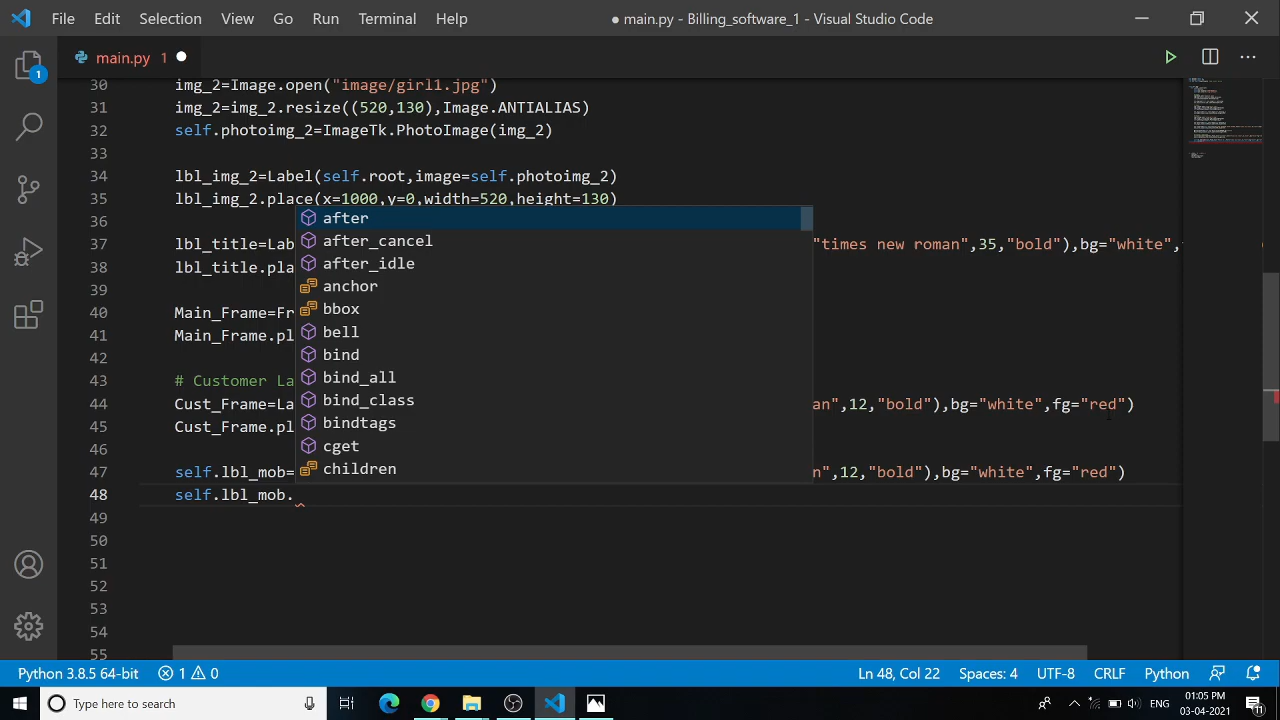 File Edit Selection View Go Run Terminal Help
● main.py - Billing_software_1 - Visual Studio Code
main.py 1
1
30 img_2=Image.open("image/girl1.jpg")
31 img_2=img_2.resize((520,130),Image.ANTIALIAS)
32 self.photoimg_2=ImageTk.PhotoImage(img_2)
33
34 lbl_img_2=Label(self.root,image=self.photoimg_2)
35 lbl_img_2.place(x=1000,y=0,width=520,height=130)
36
37 lbl_title=Lab "times new roman",35,"bold"),bg="white",
38 lbl_title.pla
39
40 Main_Frame=Fr
41 Main_Frame.pl
42
43 # Customer La
44 Cust_Frame=La an",12,"bold"),bg="white",fg="red")
45 Cust_Frame.pl
46
47 self.lbl_mob= n",12,"bold"),bg="white",fg="red")
48 self.lbl_mob.
49
50
51
52
53
54
55
after
after_cancel
after_idle
anchor
bbox
bell
bind
bind_all
bind_class
bindtags
cget
children
Python 3.8.5 64-bit 1 0 Ln 48, Col 22 Spaces: 4 UTF-8 CRLF Python
Type here to search
ENG
01:05 PM
03-04-2021
11